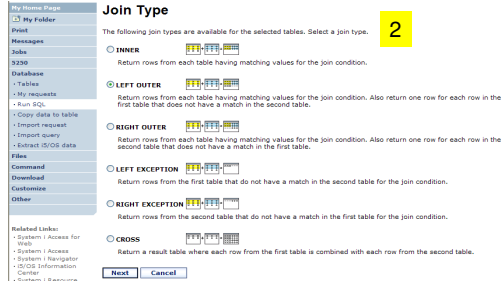 My Home Page
My Folder
Print
Messages
Jobs
5250
Database
• Tables
• My requests
• Run SQL
• Copy data to table
• Import request
• Import query
• Extract i5/OS data
Files
Command
Download
Customize
Other
Related Links:
• System i Access for
Web
• System i Access
• System i Navigator
• i5/OS Information
Center
• System i Resource
Join Type
2
The following join types are available for the selected tables. Select a join type.
INNER
Return rows from each table having matching values for the join condition.
LEFT OUTER
Return rows from each table having matching values for the join condition. Also return one row for each row in the
first table that does not have a match in the second table.
RIGHT OUTER
Return rows from each table having matching values for the join condition. Also return one row for each row in the
second table that does not have a match in the first table.
LEFT EXCEPTION
Return rows from the first table that do not have a match in the second table for the join condition.
RIGHT EXCEPTION
Return rows from the second table that do not have a match in the first table for the join condition.
CROSS
Return a result table where each row from the first table is combined with each row from the second table.
Next Cancel